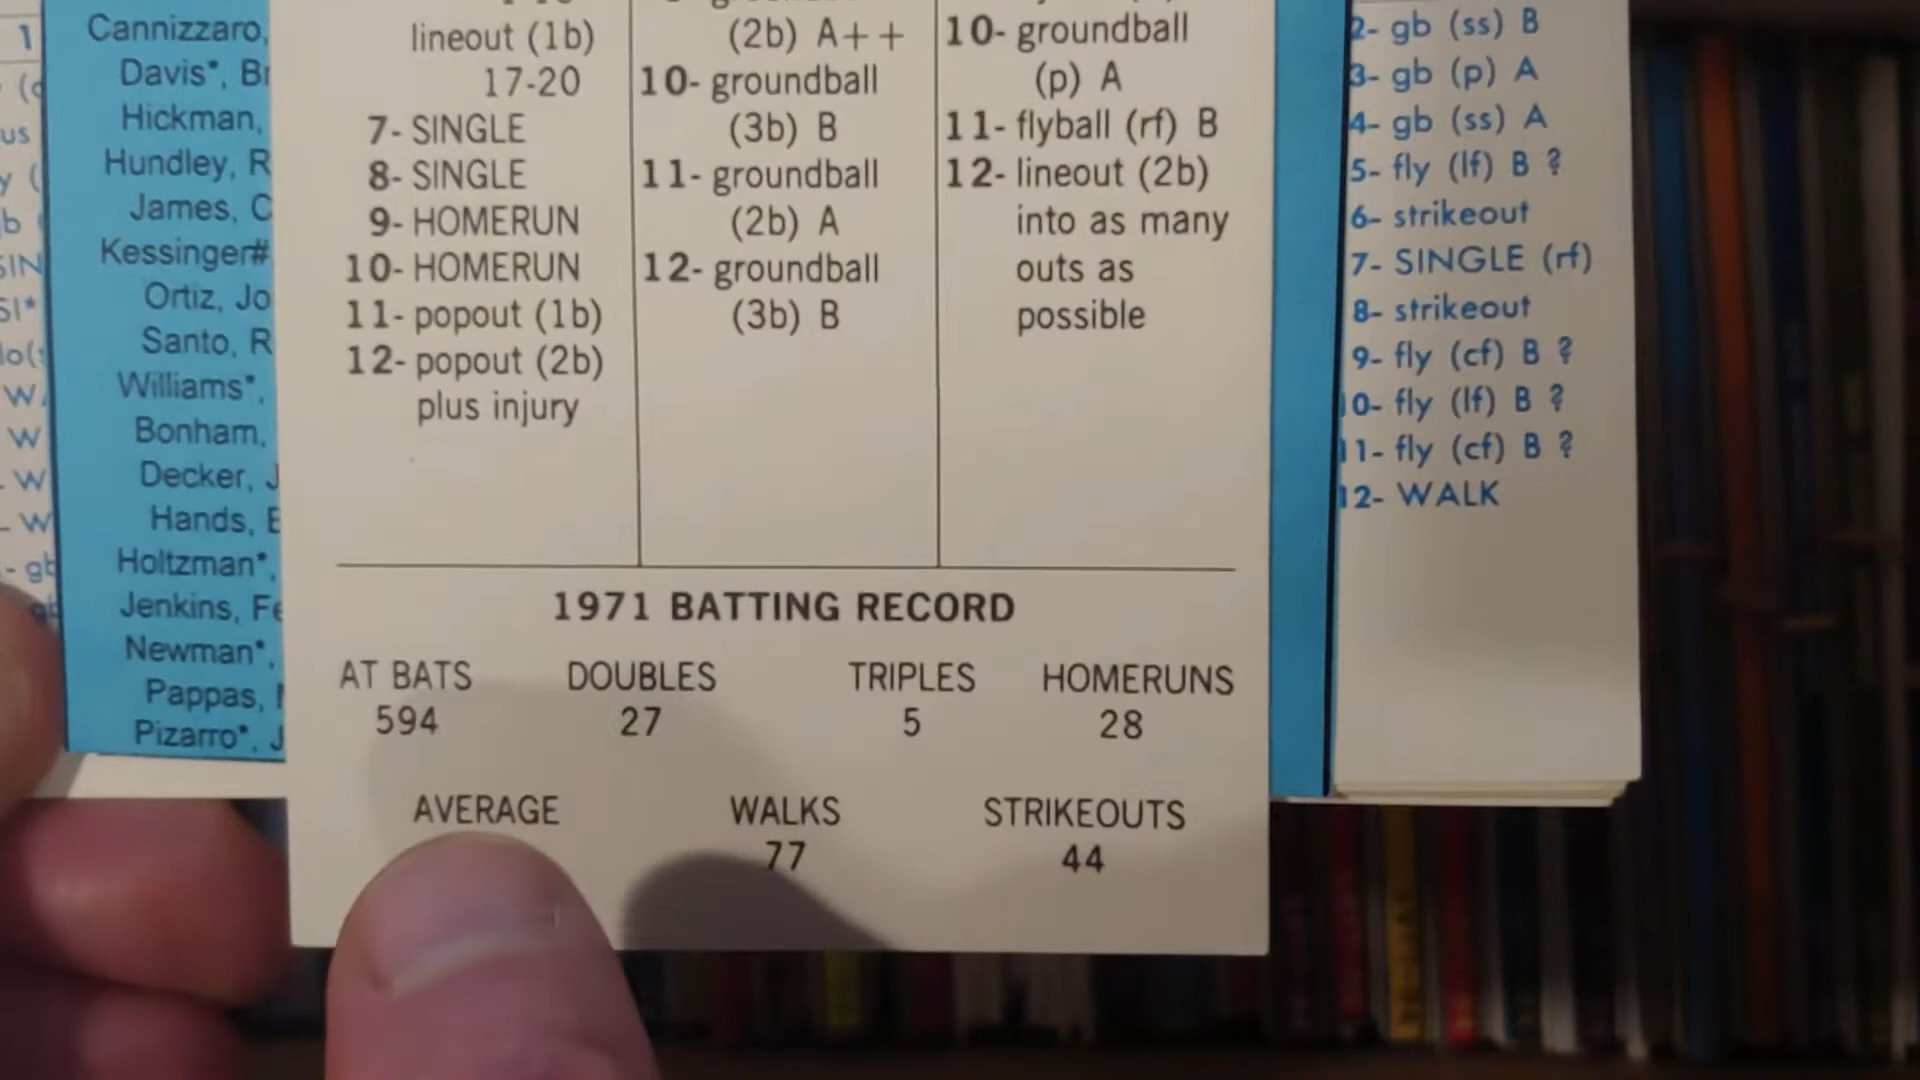 1
Cannizzaro,
Davis*, Br
Hickman,
Hundley, R
James, C
Kessinger#
Ortiz, Jo
Santo, R
Williams*,
Bonham,
Decker, J
Hands, B
Holtzman*,
Jenkins, Fe
Newman*,
Pappas,
Pizarro*, J
lineout (1b)
17-20
7- SINGLE
8- SINGLE
9- HOMERUN
10- HOMERUN
11- popout (1b)
12- popout (2b)
plus injury
(2b) A++
10- groundball
(3b) B
11- groundball
(2b) A
12- groundball
(3b) B
10- groundball
(p) A
11- flyball (rf) B
12- lineout (2b)
into as many
outs as
possible
1971 BATTING RECORD
AT BATS DOUBLES TRIPLES HOMERUNS
594 27 5 28
AVERAGE WALKS STRIKEOUTS
77 44
2- gb (ss) B
3- gb (p) A
4- gb (ss) A
5- fly (lf) B ?
6- strikeout
7- SINGLE (rf)
8- strikeout
9- fly (cf) B ?
10- fly (lf) B ?
11- fly (cf) B ?
12- WALK